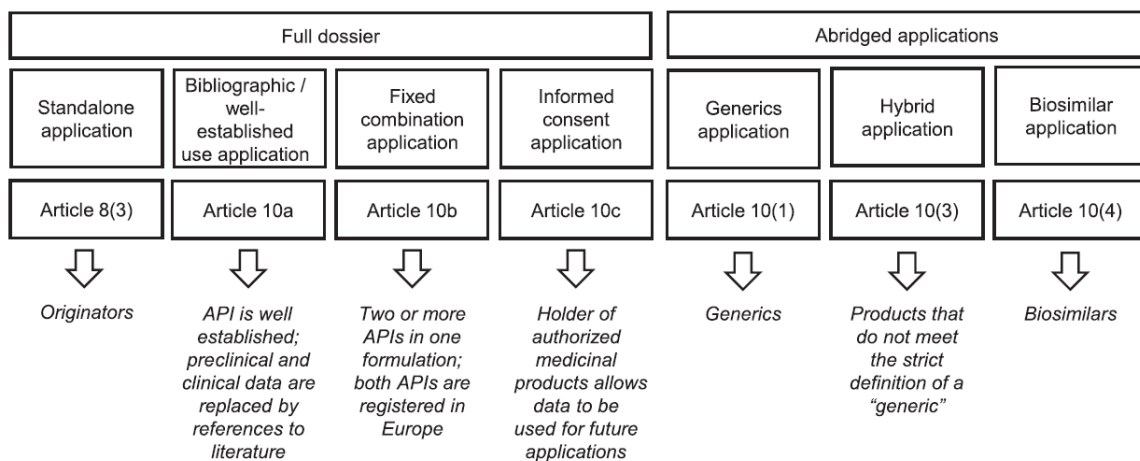 Full dossier
Abridged applications
Standalone
application
Bibliographic /
well-
established
use application
Fixed
combination
application
Informed
consent
application
Generics
application
Hybrid
application
Biosimilar
application
Article 8(3)
Article 10a
Article 10b
Article 10c
Article 10(1)
Article 10(3)
Article 10(4)
Originators
API is well
established;
preclinical and
clinical data are
replaced by
references to
literature
Two or more
APIs in one
formulation;
both APIs are
registered in
Europe
Holder of
authorized
medicinal
products allows
data to be
used for future
applications
Generics
Products that
do not meet
the strict
definition of a
“generic”
Biosimilars